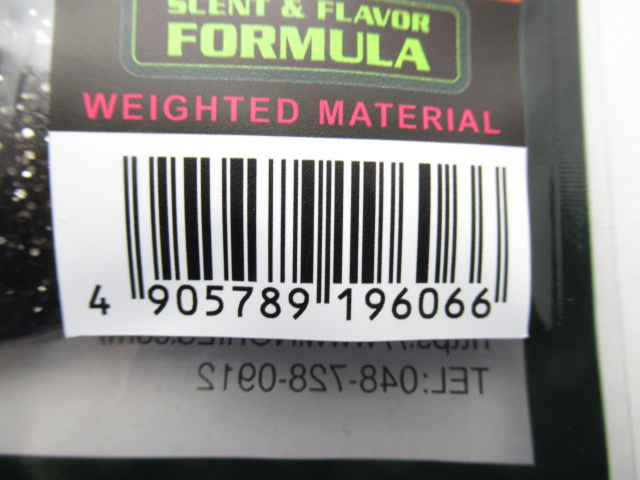 SCENT & FLAVOR
FORMULA
WEIGHTED MATERIAL
4 905789 196066
TEL:048-728-0912